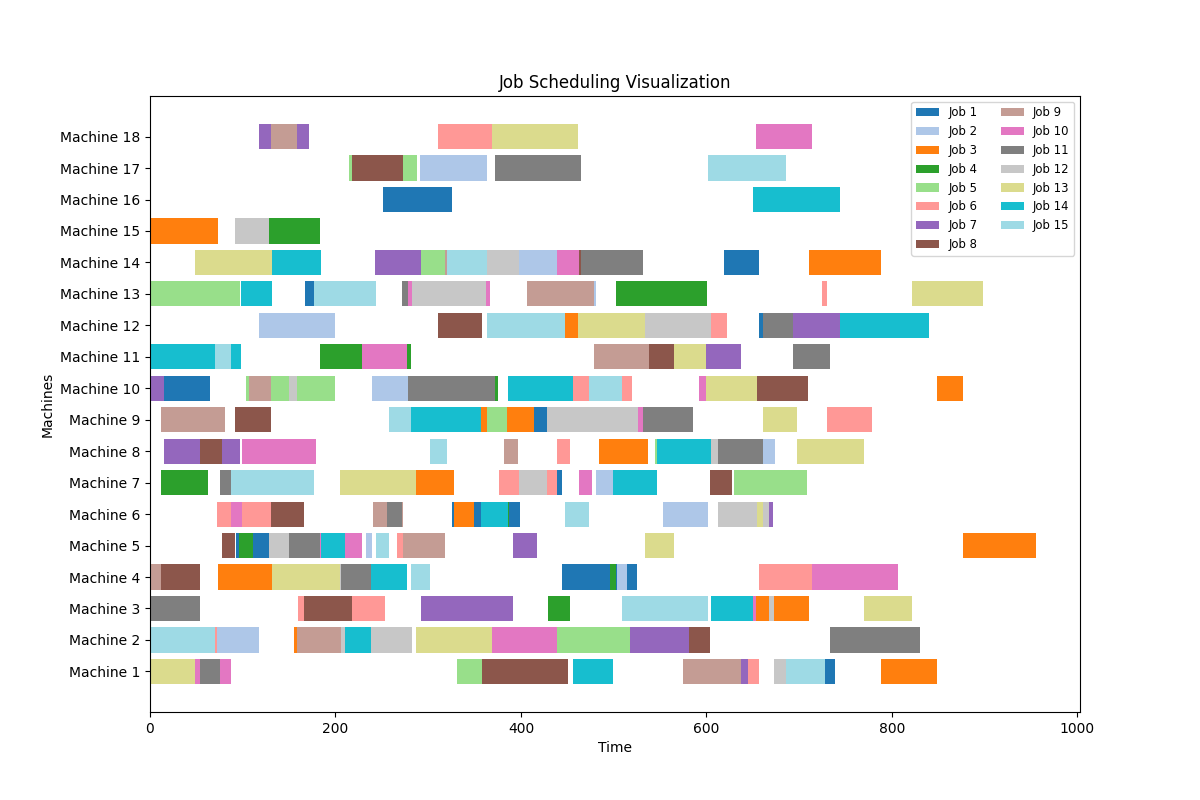 Job Scheduling Visualization
Machines
Machine 18
Machine 17
Machine 16
Machine 15
Machine 14
Machine 13
Machine 12
Machine 11
Machine 10
Machine 9
Machine 8
Machine 7
Machine 6
Machine 5
Machine 4
Machine 3
Machine 2
Machine 1
Job 1
Job 2
Job 3
Job 4
Job 5
Job 6
Job 7
Job 8
Job 9
Job 10
Job 11
Job 12
Job 13
Job 14
Job 15
0 200 400 600 800 1000
Time